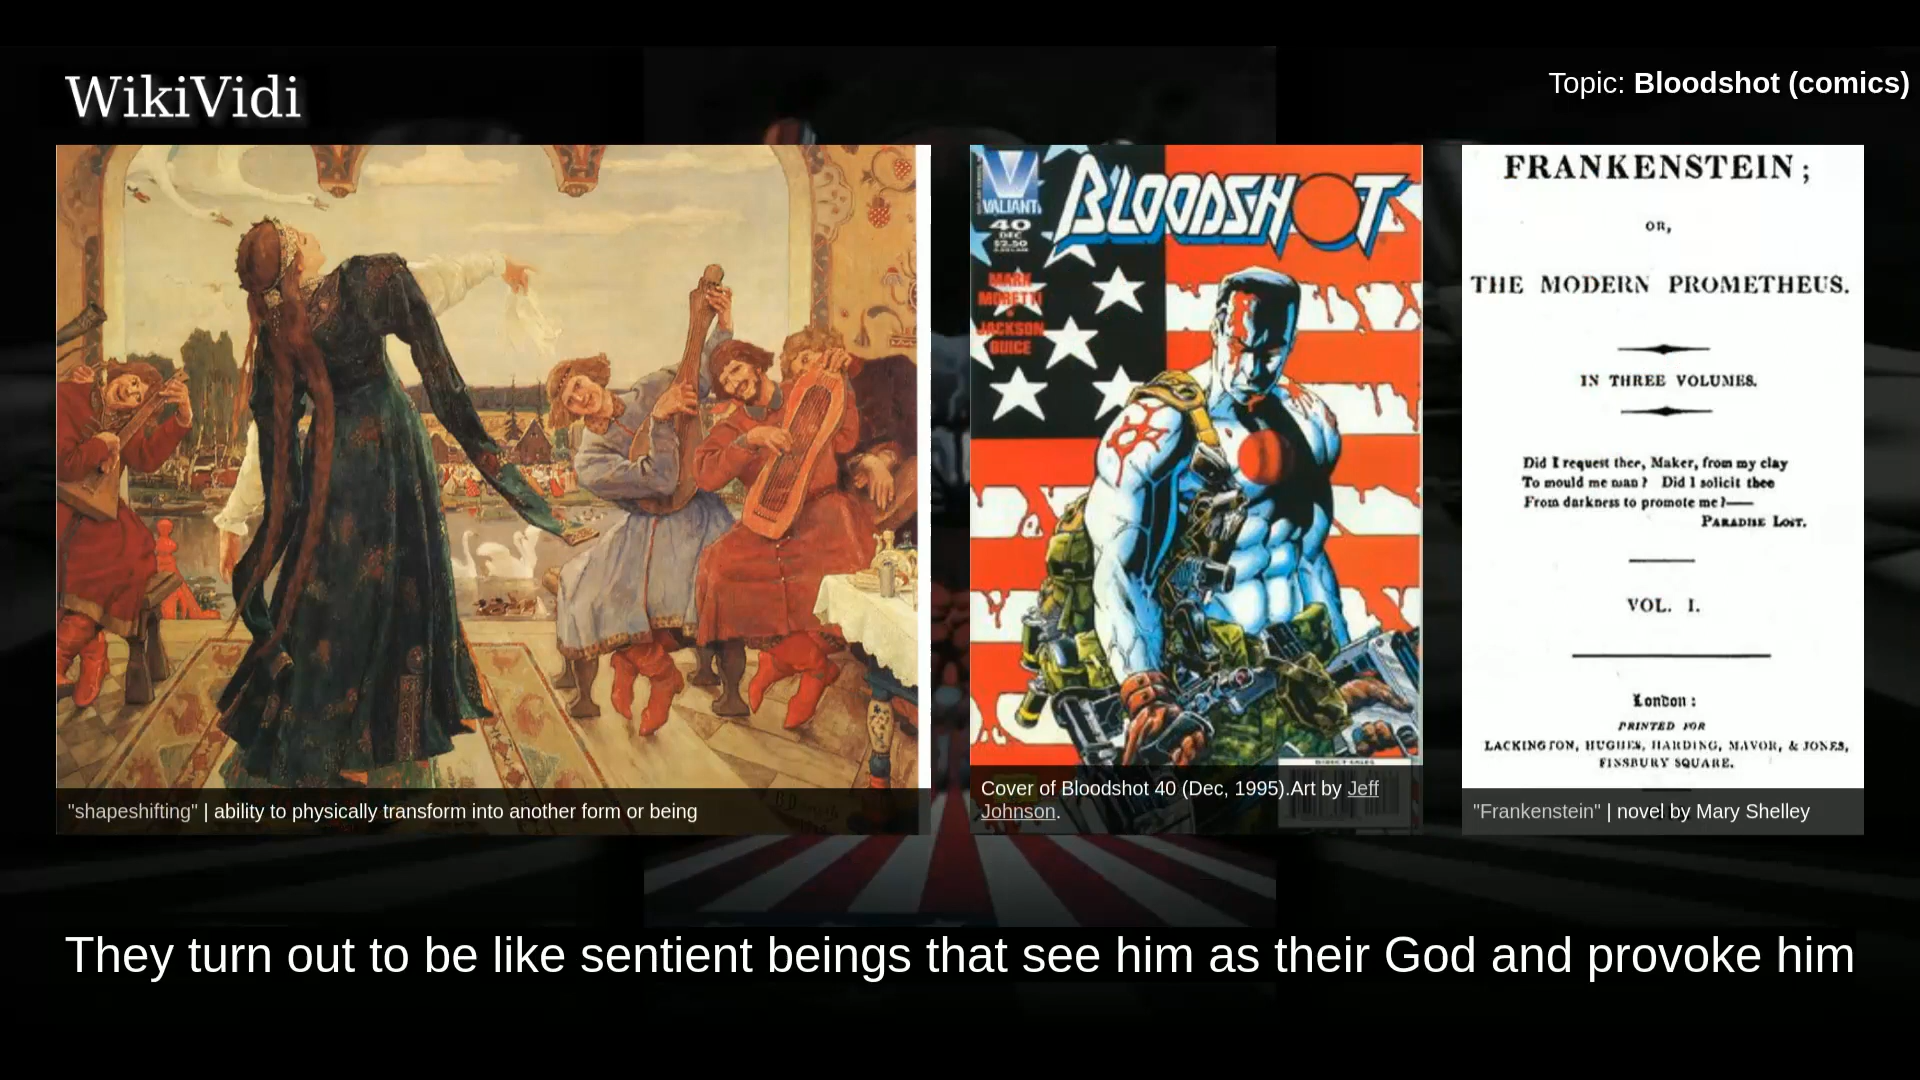 WikiVidi
Topic: Bloodshot (comics)
VALIANT
40
DEC
$2.50
BLOODSHOT
MARK
MORETTI
•
JACKSON
GUICE
DIRECT SALES
FRANKENSTEIN;
OR,
THE MODERN PROMETHEUS.
IN THREE VOLUMES.
Did I request thee, Maker, from my clay
To mould me man? Did I solicit thee
From darkness to promote me?—
PARADISE LOST.
VOL. I.
London:
PRINTED FOR
LACKINGTON, HUGHES, HARDING, MAVOR, & JONES,
FINSBURY SQUARE.
"shapeshifting" | ability to physically transform into another form or being
Cover of Bloodshot 40 (Dec, 1995).Art by Jeff
Johnson.
"Frankenstein" | novel by Mary Shelley
They turn out to be like sentient beings that see him as their God and provoke him